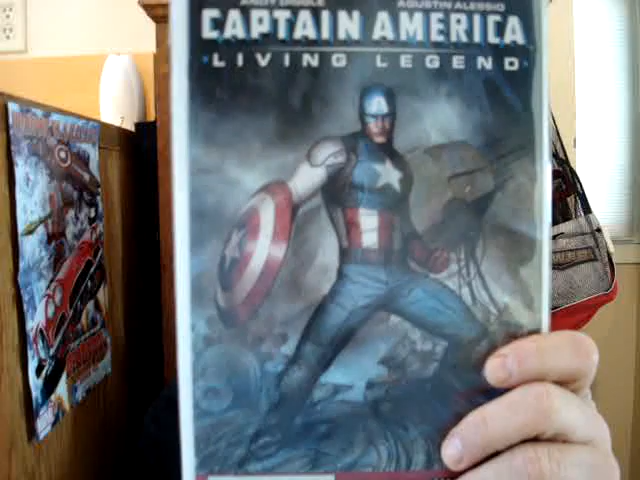 ANDY DIGGLE AGUSTIN ALESSIO
CAPTAIN AMERICA
LIVING LEGEND